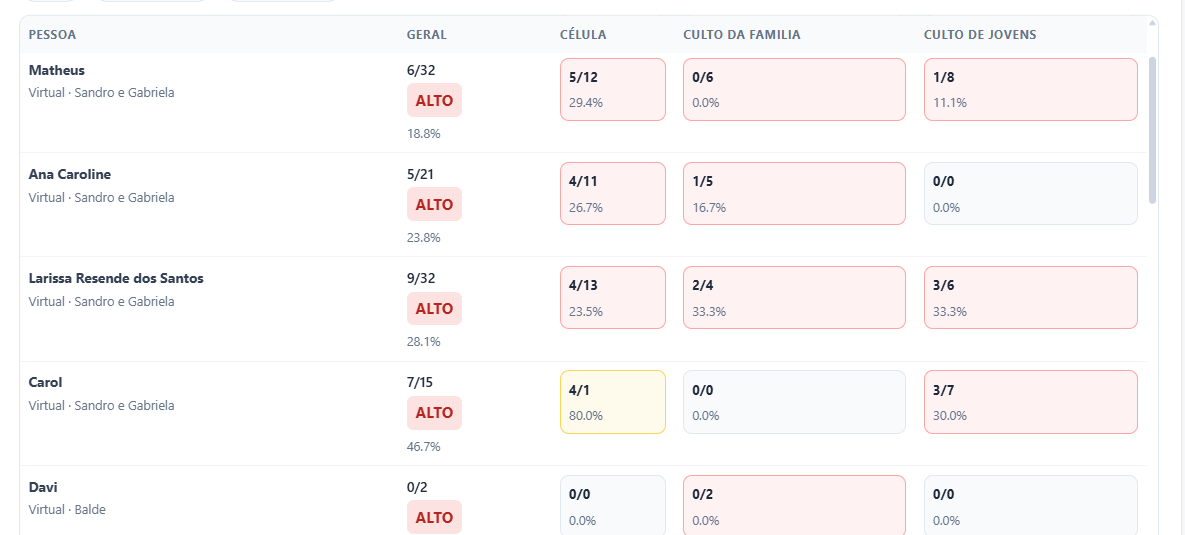 PESSOA GERAL CÉLULA CULTO DA FAMILIA CULTO DE JOVENS
Matheus
Virtual · Sandro e Gabriela
6/32
ALTO
18.8%
5/12
29.4%
0/6
0.0%
1/8
11.1%
Ana Caroline
Virtual · Sandro e Gabriela
5/21
ALTO
23.8%
4/11
26.7%
1/5
16.7%
0/0
0.0%
Larissa Resende dos Santos
Virtual · Sandro e Gabriela
9/32
ALTO
28.1%
4/13
23.5%
2/4
33.3%
3/6
33.3%
Carol
Virtual · Sandro e Gabriela
7/15
ALTO
46.7%
4/1
80.0%
0/0
0.0%
3/7
30.0%
Davi
Virtual · Balde
0/2
ALTO
0/0
0.0%
0/2
0.0%
0/0
0.0%